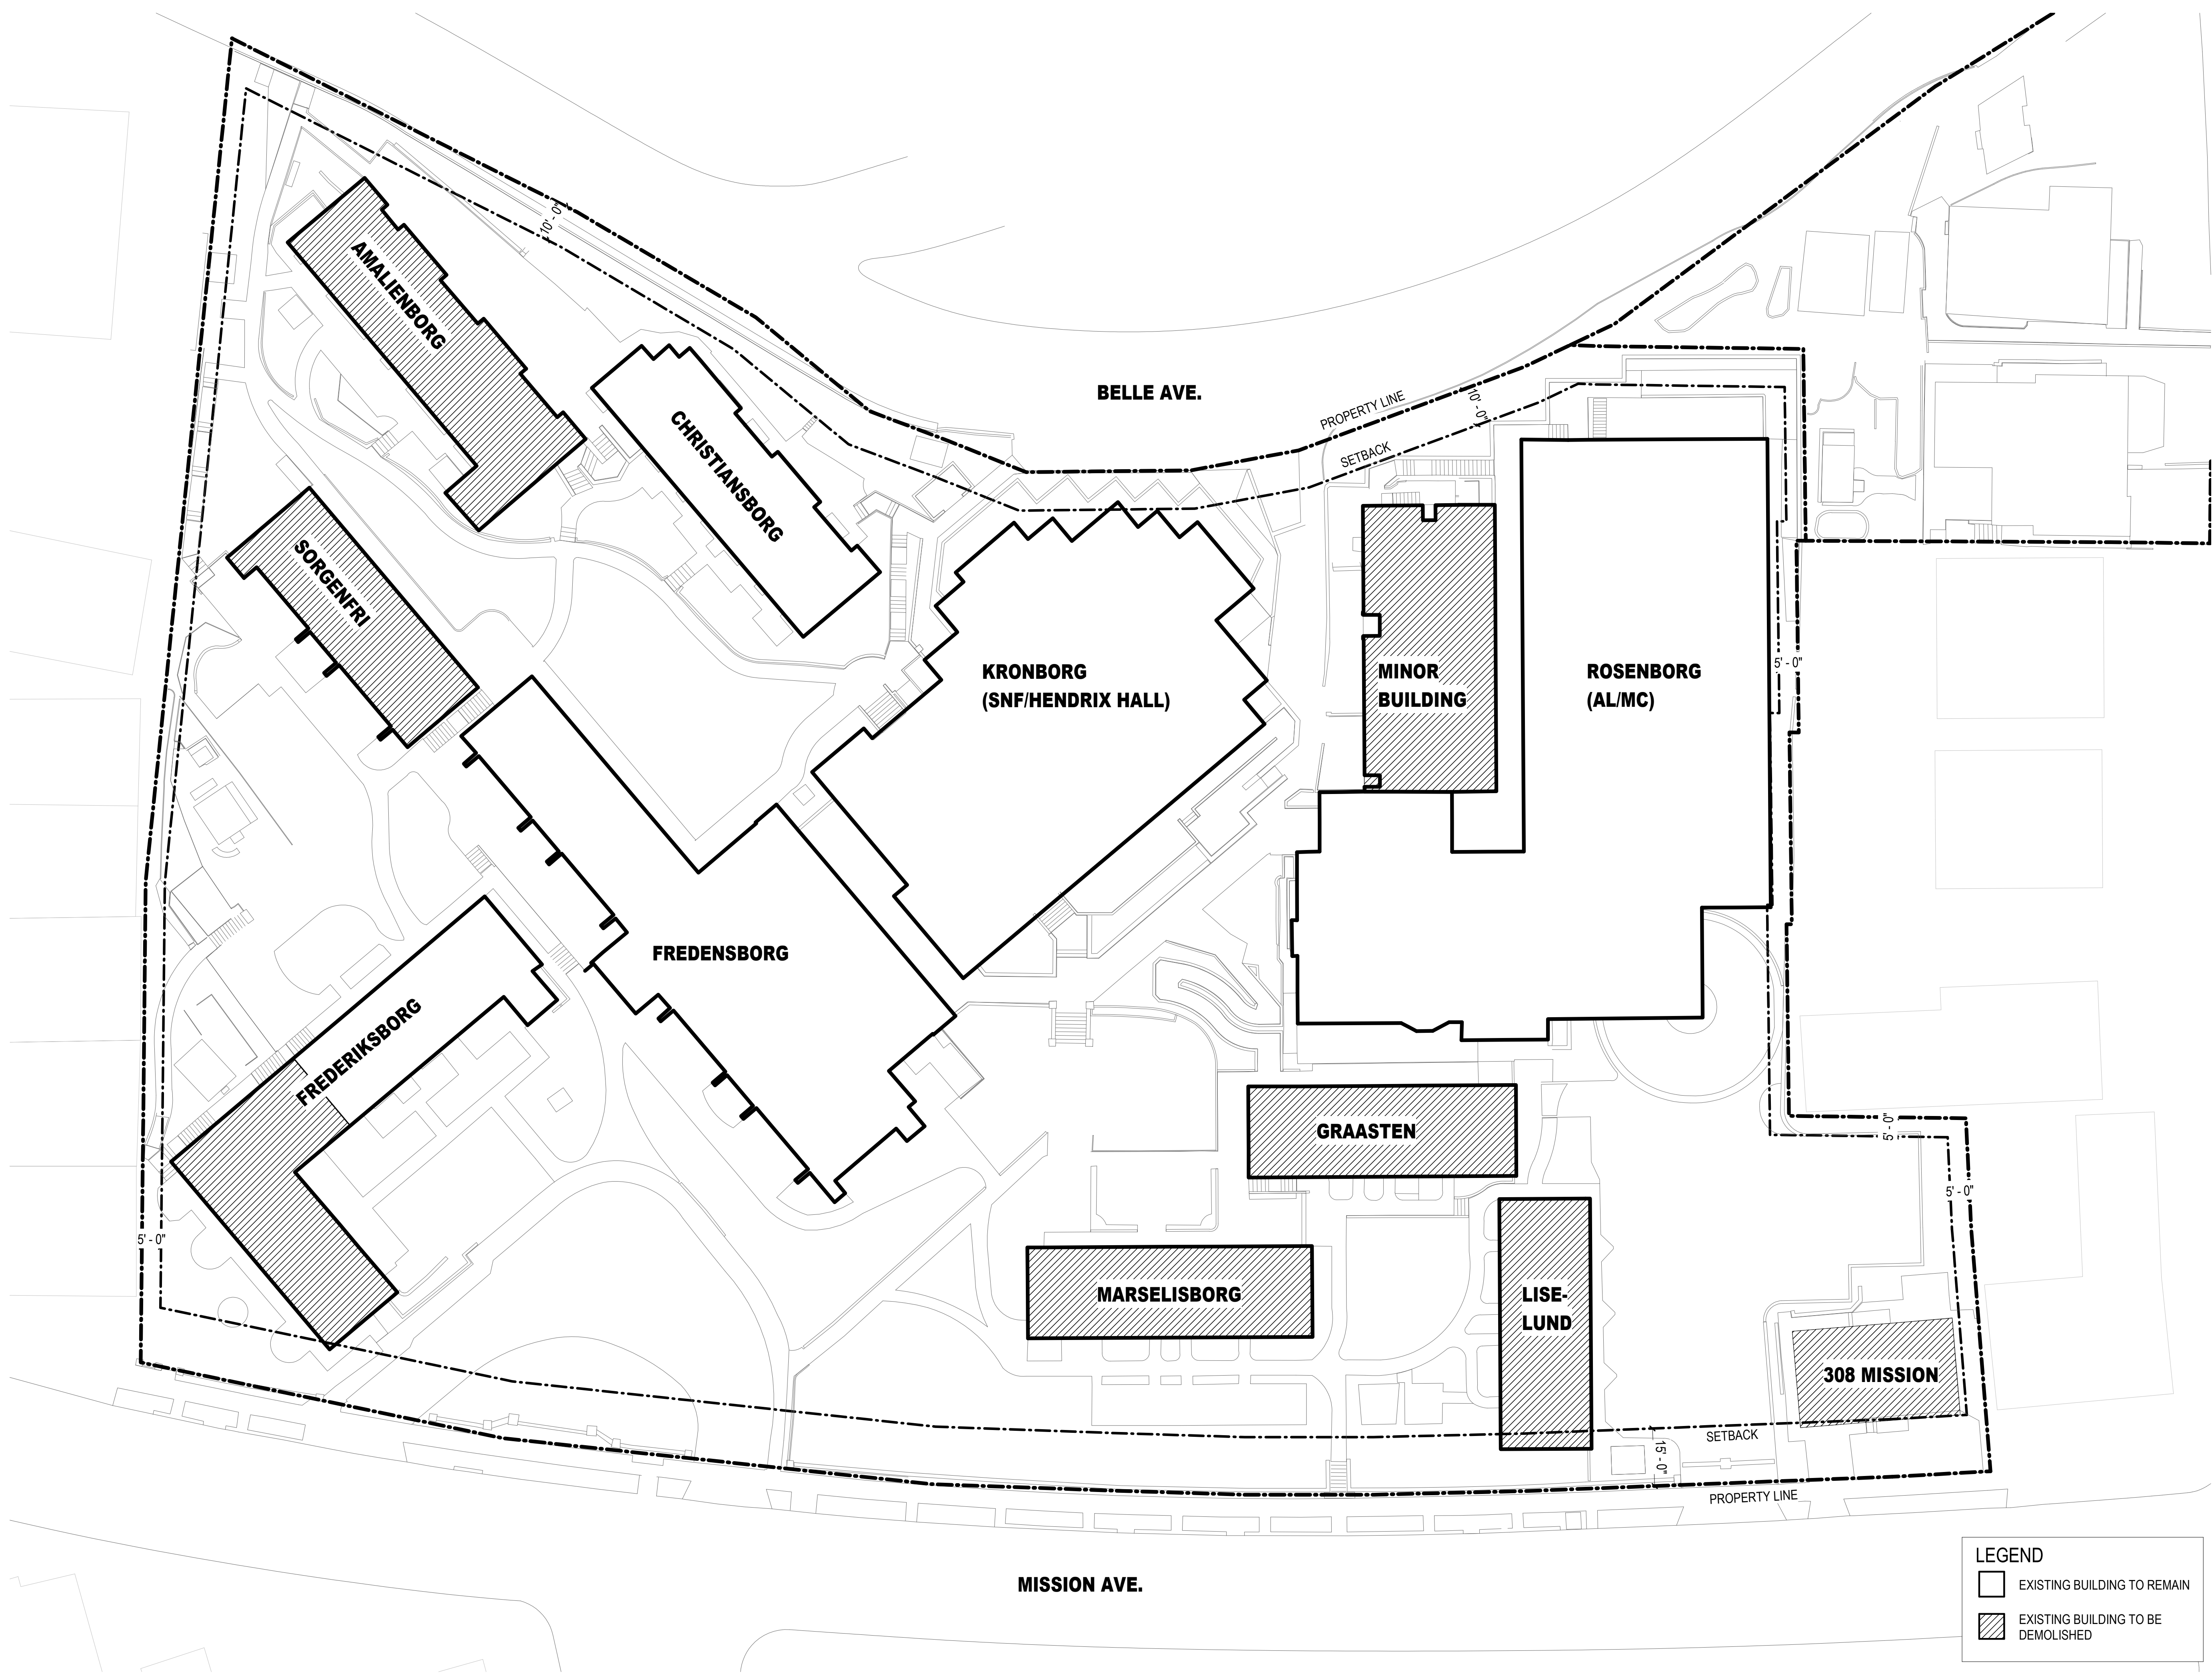 10' - 0"
AMALIENBORG
BELLE AVE.
PROPERTY LINE
10' - 0"
SETBACK
CHRISTIANSBORG
SORGENFRI
KRONBORG
(SNF/HENDRIX HALL)
MINOR
BUILDING
ROSENBORG
(AL/MC)
5' - 0"
FREDENSBORG
FREDERIKSBORG
GRAASTEN
5' - 0"
5' - 0"
5' - 0"
MARSELISBORG
LISE-
LUND
308 MISSION
SETBACK
15' - 0"
PROPERTY LINE
MISSION AVE.
LEGEND
EXISTING BUILDING TO REMAIN
EXISTING BUILDING TO BE
DEMOLISHED